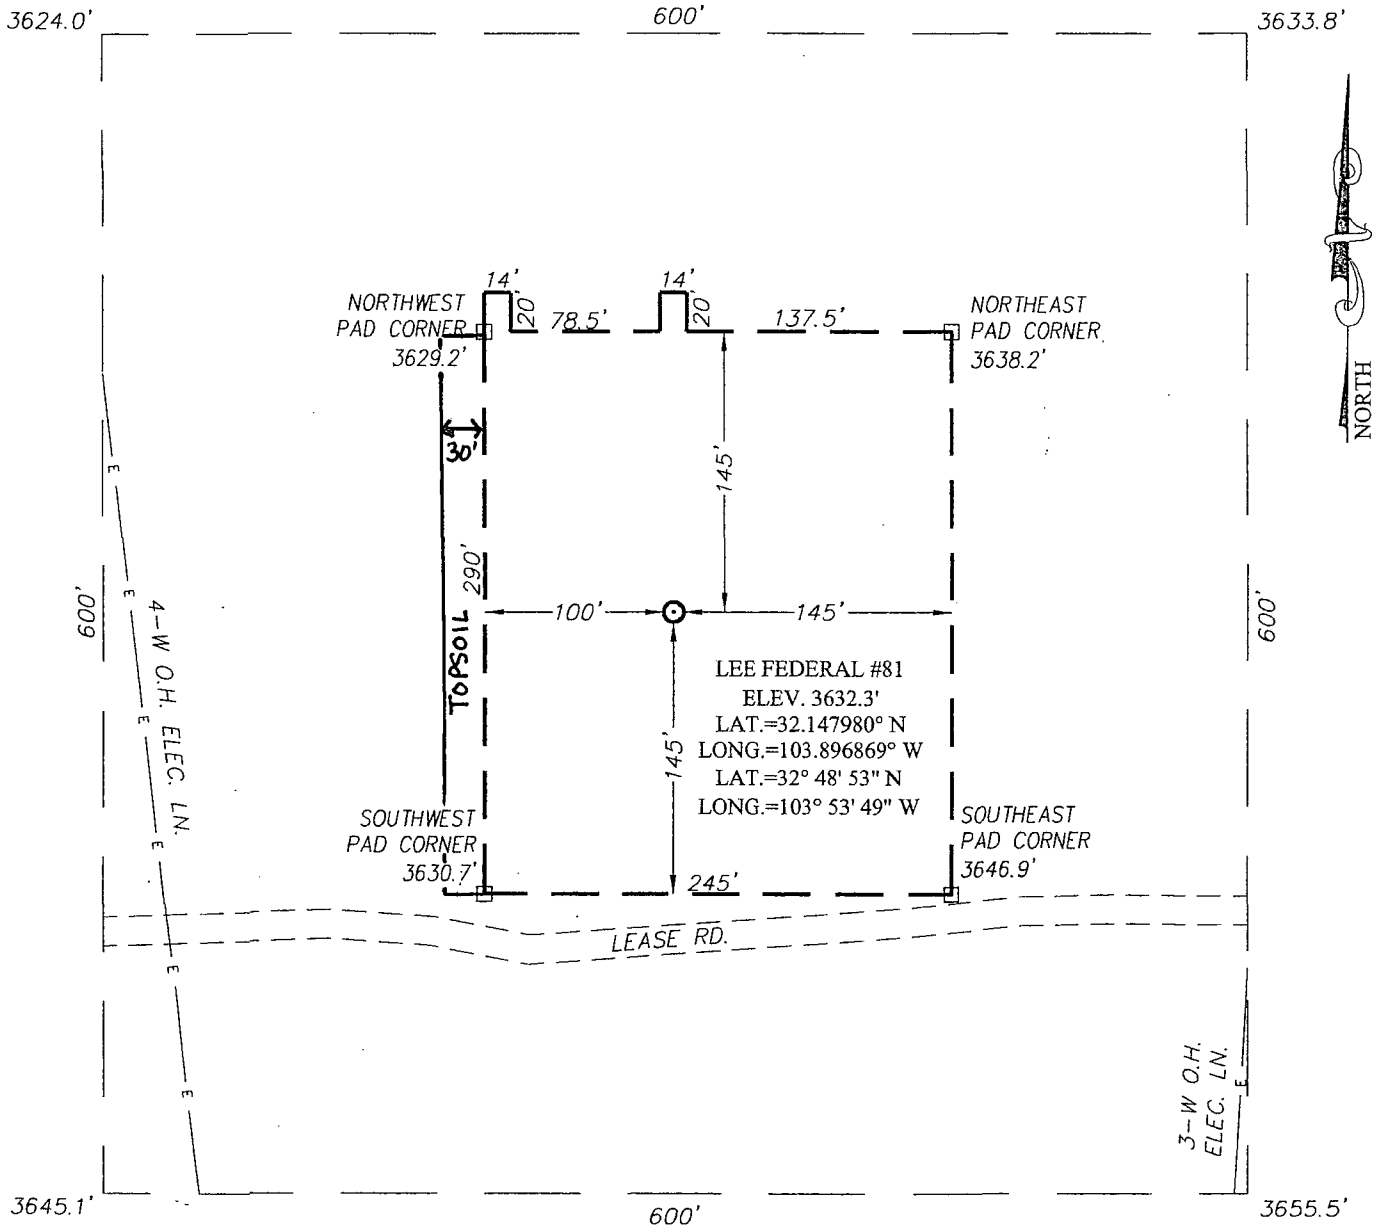 3624.0'
600'
3633.8'
NORTH
14'
14'
NORTHWEST
PAD CORNER
3629.2'
20'
78.5'
20'
137.5'
NORTHEAST
PAD CORNER
3638.2'
30'
145'
E
290'
TOPSOIL
600'
4-W O.H. ELEC. LN.
E
E
E
E
E
100'
145'
600'
LEE FEDERAL #81
ELEV. 3632.3'
LAT.=32.147980° N
LONG.=103.896869° W
LAT.=32° 48' 53" N
LONG.=103° 53' 49" W
145'
SOUTHWEST
PAD CORNER
3630.7'
SOUTHEAST
PAD CORNER
3646.9'
245'
LEASE RD.
3-W O.H.
ELEC. LN.
E
3645.1'
600'
3655.5'